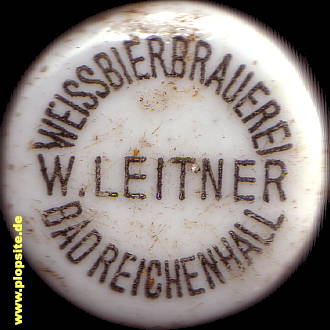 WEISSBIERBRAUEREI
W. LEITNER
BAD REICHENHALL
www.plopsite.de